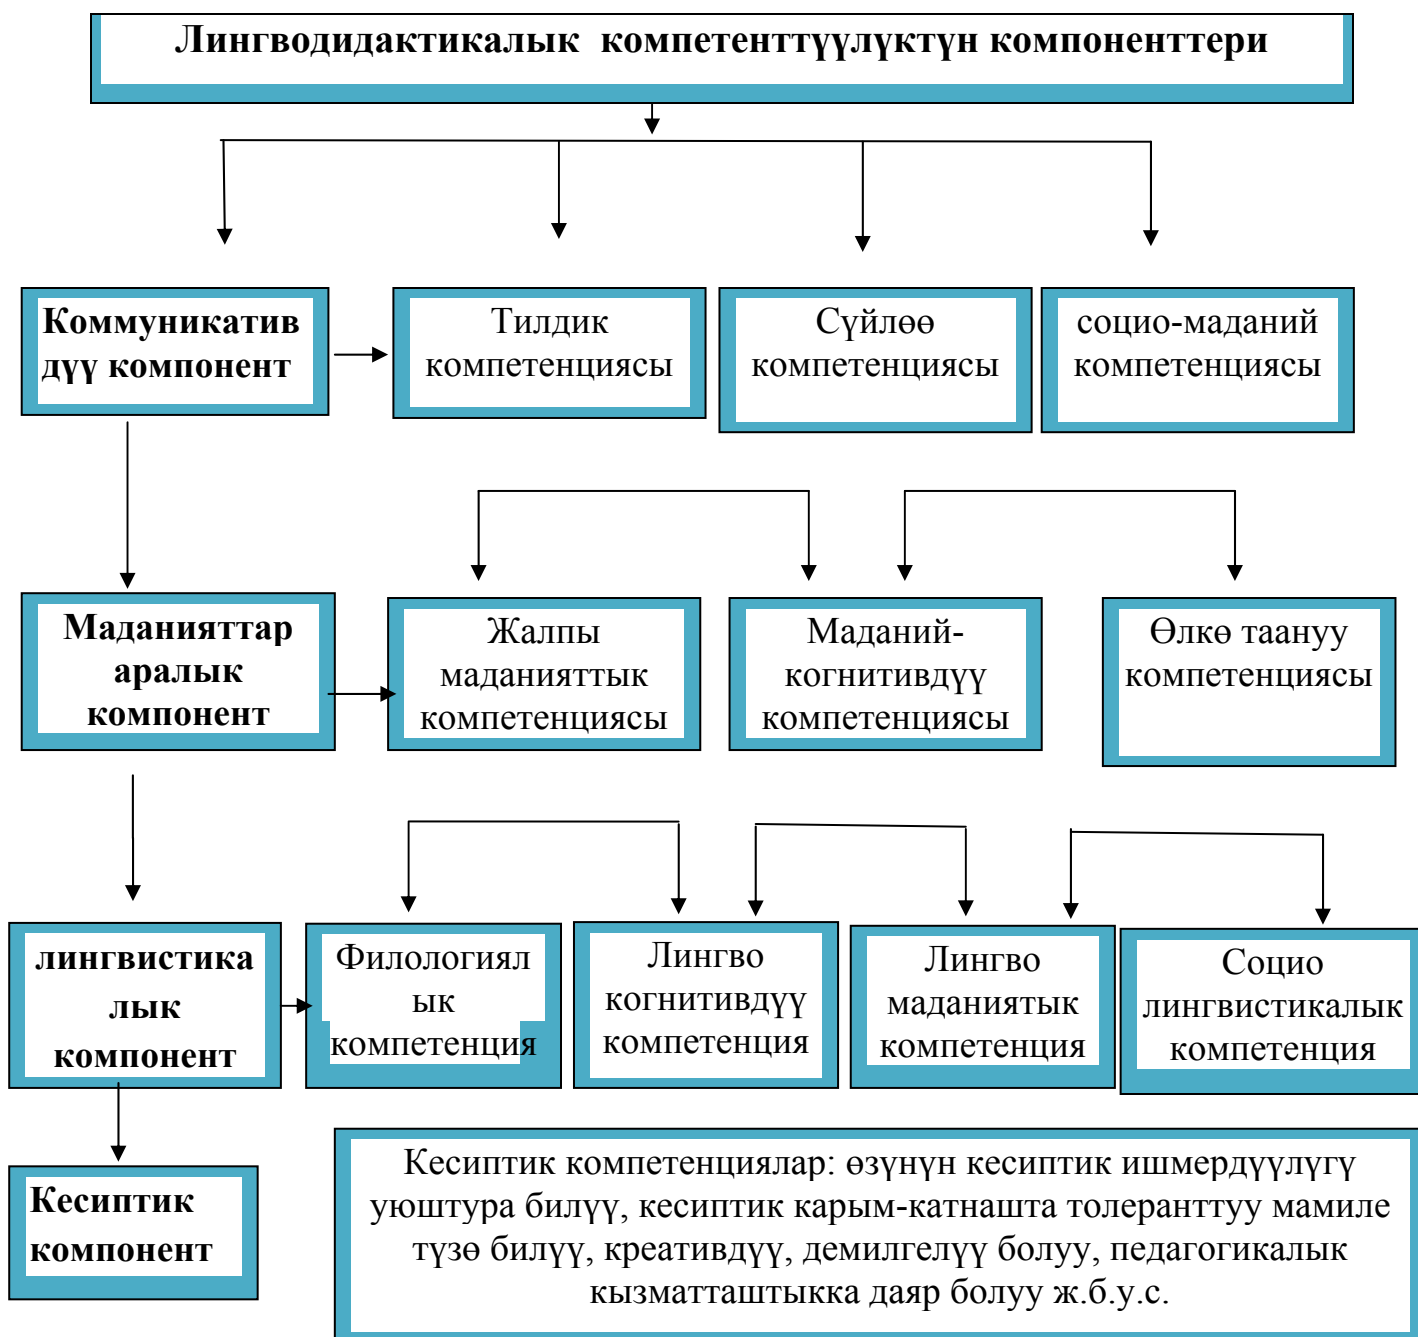 Лингводидактикалык компетенттүүлүктүн компоненттери
Коммуникатив
дүү компонент
Тилдик
компетенциясы
Сүйлөө
компетенциясы
социо-маданий
компетенциясы
Маданияттар
аралык
компонент
Жалпы
маданияттык
компетенциясы
Маданий-
когнитивдүү
компетенциясы
Өлкө таануу
компетенциясы
лингвистика
лык
компонент
Филологиял
ык
компетенция
Лингво
когнитивдүү
компетенция
Лингво
маданиятык
компетенция
Социо
лингвистикалык
компетенция
Кесиптик
компонент
Кесиптик компетенциялар: өзүнүн кесиптик ишмердүүлүгү
уюштура билүү, кесиптик карым-катнашта толеранттуу мамиле
түзө билүү, креативдүү, демилгелүү болуу, педагогикалык
кызматташтыкка даяр болуу ж.б.у.с.